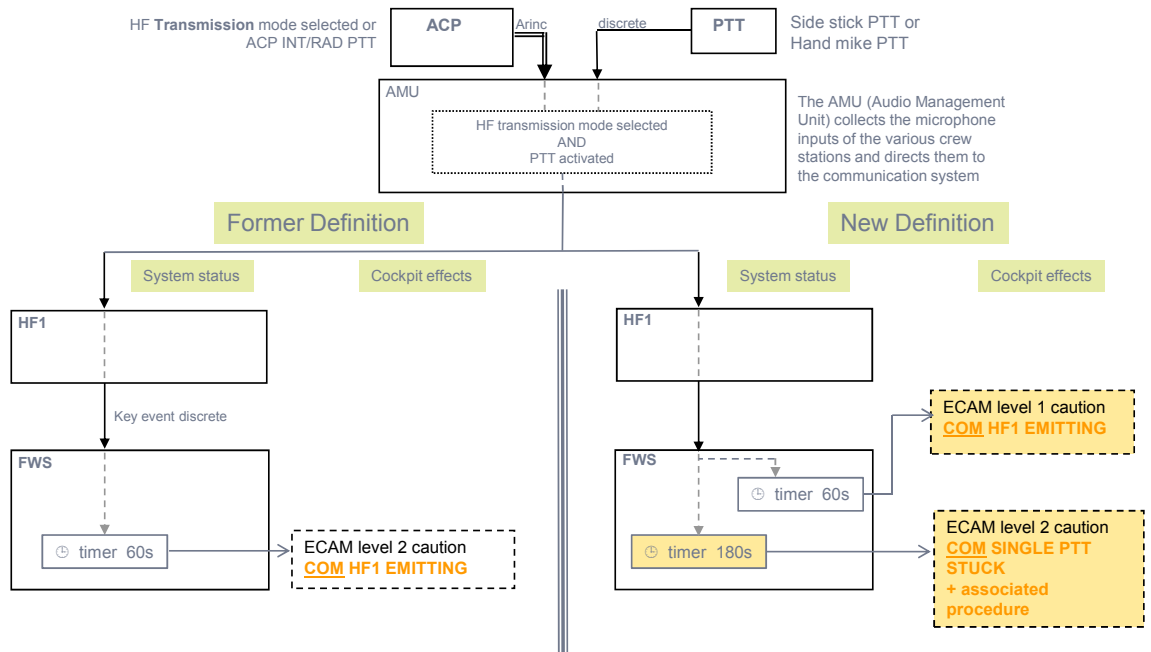 HF Transmission mode selected or
ACP INT/RAD PTT
ACP
Arinc
discrete
PTT
Side stick PTT or
Hand mike PTT
AMU
HF transmission mode selected
AND
PTT activated
The AMU (Audio Management
Unit) collects the microphone
inputs of the various crew
stations and directs them to
the communication system
Former Definition
New Definition
System status
Cockpit effects
System status
Cockpit effects
HF1
Key event discrete
FWS
timer 60s
ECAM level 2 caution
COM HF1 EMITTING
HF1
FWS
timer 60s
timer 180s
ECAM level 1 caution
COM HF1 EMITTING
ECAM level 2 caution
COM SINGLE PTT
STUCK
+ associated
procedure